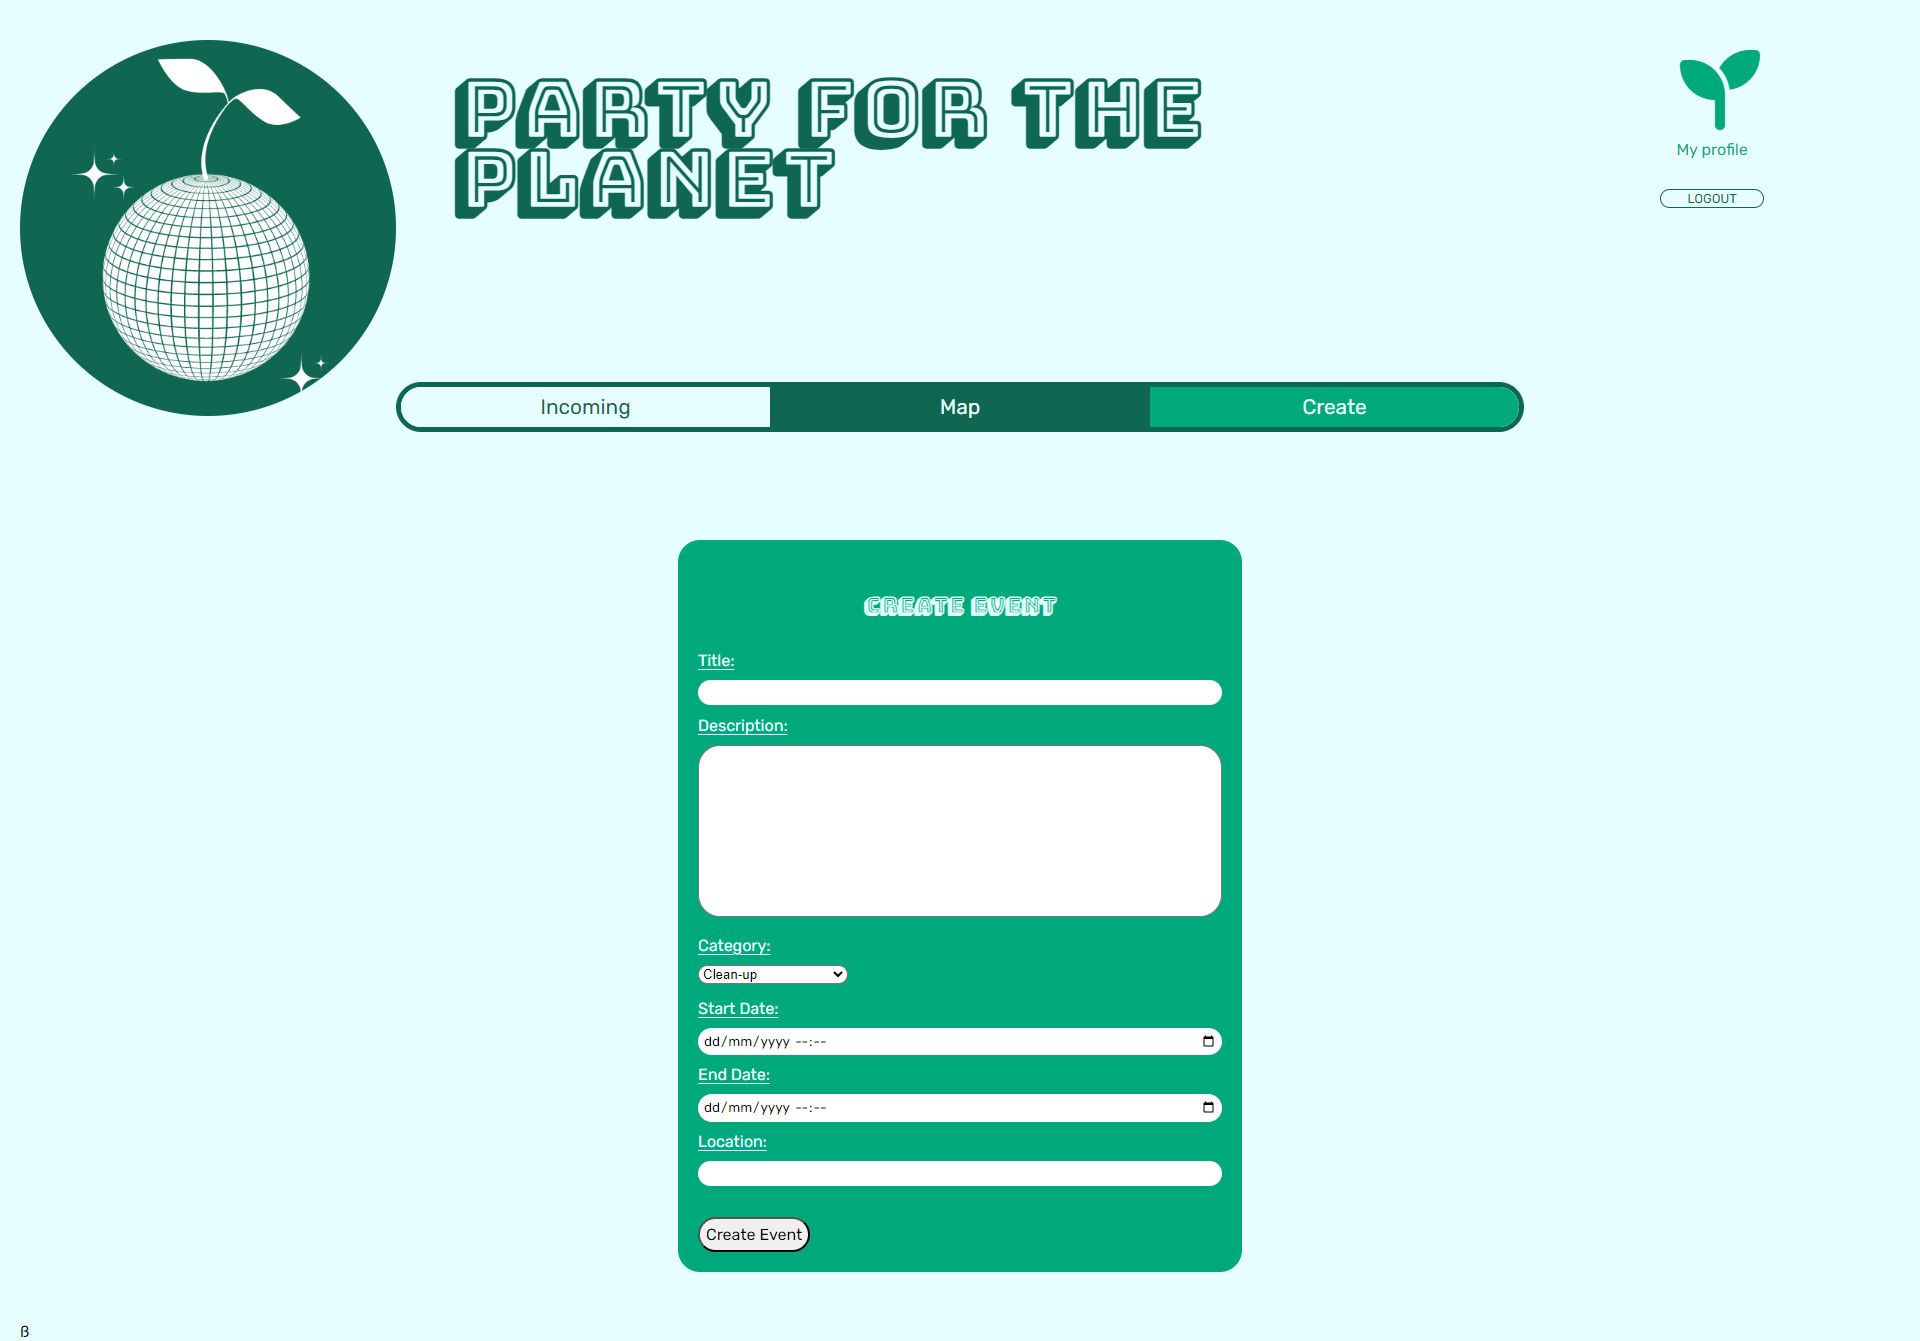 PARTY FOR THE
PLANET
My profile
LOGOUT
Incoming
Map
Create
CREATE EVENT
Title:
Description:
Category:
Clean-up
Start Date:
dd/mm/yyyy --:--
End Date:
dd/mm/yyyy --:--
Location:
Create Event
ß